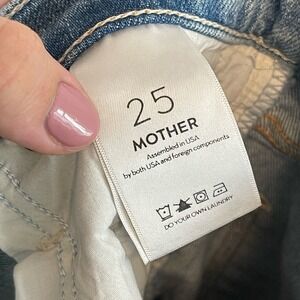 25
MOTHER
Assembled in USA
by both USA and foreign components
DO YOUR OWN LAUNDRY